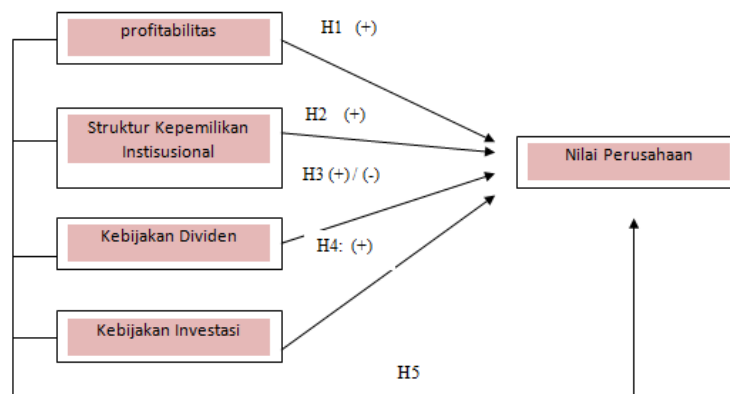 profitabilitas
H1 (+)
Struktur Kepemilikan
Instisusional
H2 (+)
H3 (+) / (-)
Nilai Perusahaan
Kebijakan Dividen
H4: (+)
Kebijakan Investasi
H5